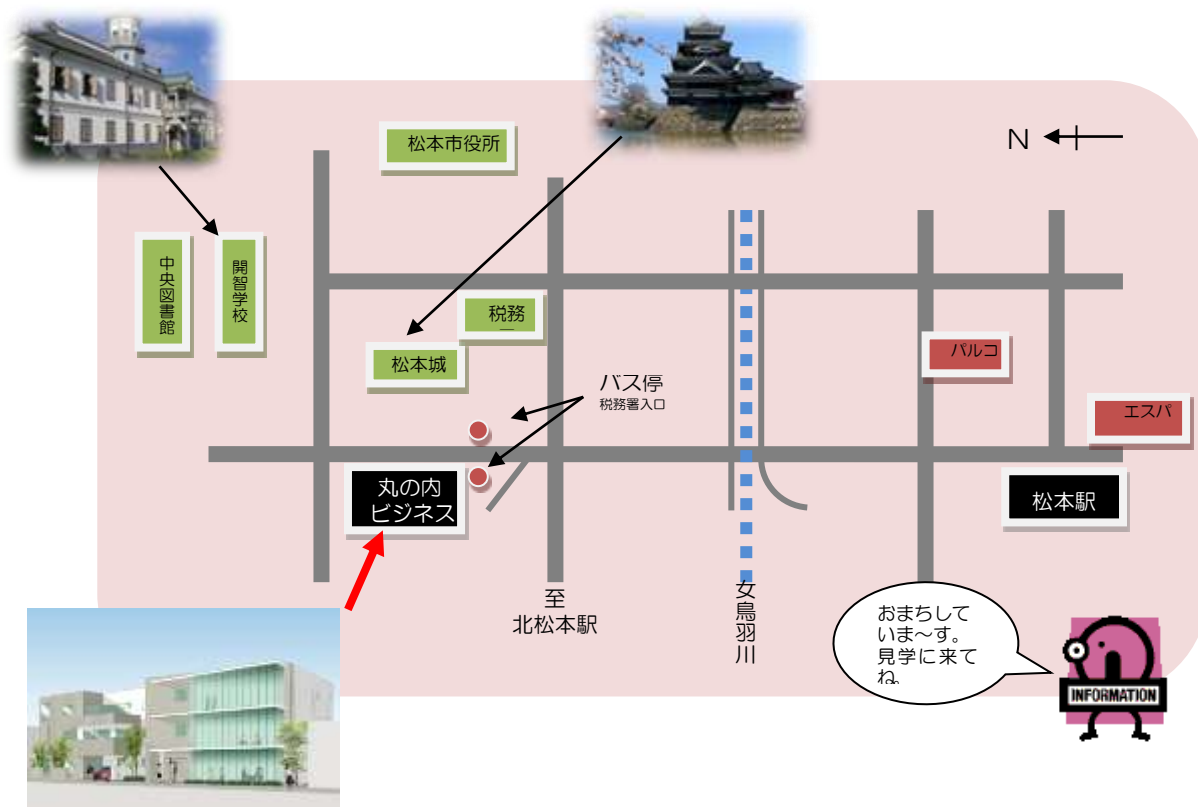 松本市役所
N
中央図書館
開智学校
税務
松本城
パルコ
バス停
税務署入口
エスパ
丸の内
ビジネス
松本駅
至
北松本駅
女鳥羽川
おまちして
いま～す。
見学に来て
ね。
INFORMATION